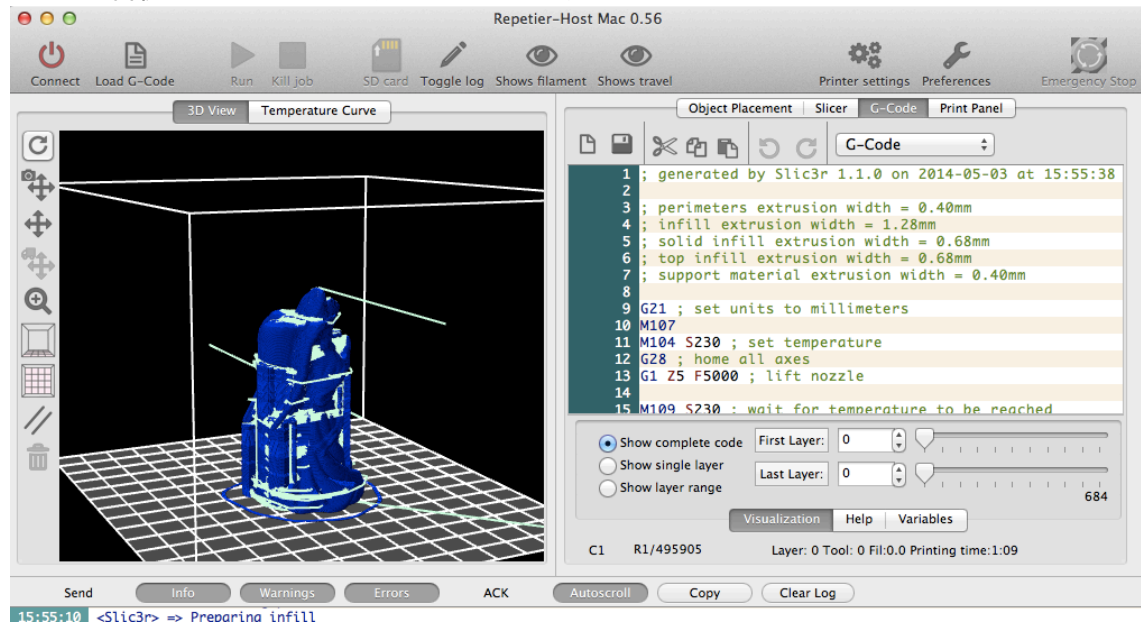 Repetier-Host Mac 0.56
Connect Load G-Code Run Kill job SD card Toggle log Shows filament Shows travel Printer settings Preferences Emergency Stop
3D View Temperature Curve
Object Placement Slicer G-Code Print Panel
G-Code
1 ; generated by Slic3r 1.1.0 on 2014-05-03 at 15:55:38
2
3 ; perimeters extrusion width = 0.40mm
4 ; infill extrusion width = 1.28mm
5 ; solid infill extrusion width = 0.68mm
6 ; top infill extrusion width = 0.68mm
7 ; support material extrusion width = 0.40mm
8
9 G21 ; set units to millimeters
10 M107
11 M104 S230 ; set temperature
12 G28 ; home all axes
13 G1 Z5 F5000 ; lift nozzle
14
15 M109 S230 ; wait for temperature to be reached
Show complete code First Layer: 0
Show single layer
Last Layer: 0
Show layer range
684
Visualization Help Variables
C1 R1/495905 Layer: 0 Tool: 0 Fil:0.0 Printing time:1:09
Send Info Warnings Errors ACK Autoscroll Copy Clear Log
15:55:10 <Slic3r> => Preparing infill